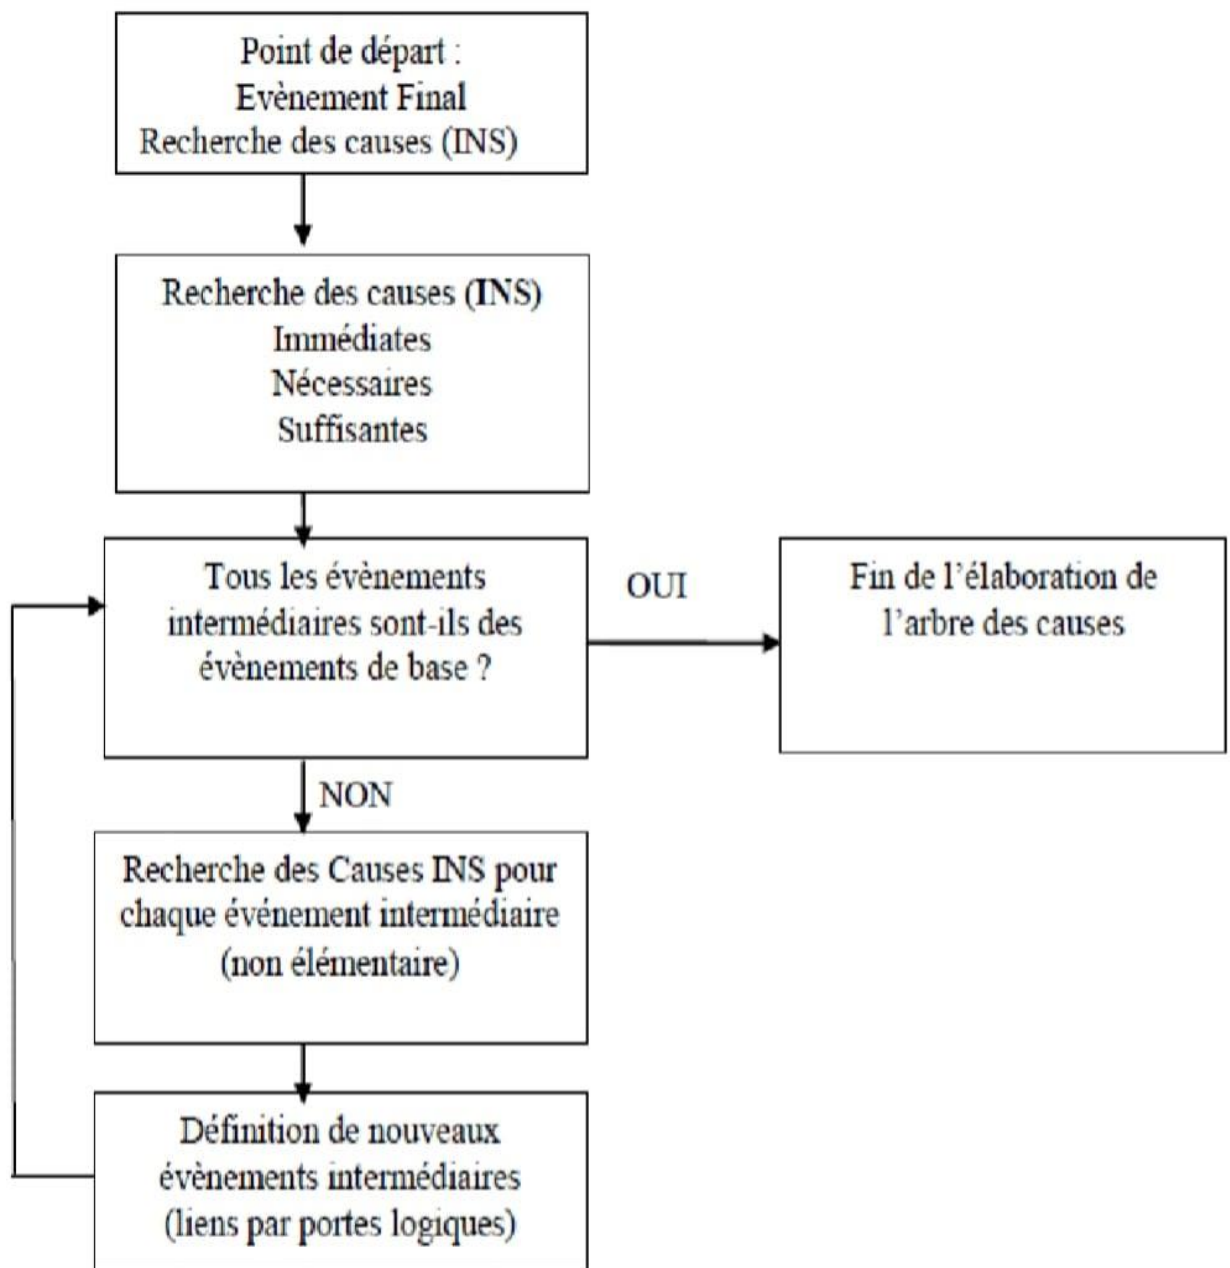 Point de départ :
Evènement Final
Recherche des causes (INS)
Recherche des causes (INS)
Immédiates
Nécessaires
Suffisantes
Tous les évènements
intermédiaires sont-ils des
évènements de base ?
OUI
Fin de l'élaboration de
l'arbre des causes
NON
Recherche des Causes INS pour
chaque événement intermédiaire
(non élémentaire)
Définition de nouveaux
évènements intermédiaires
(liens par portes logiques)